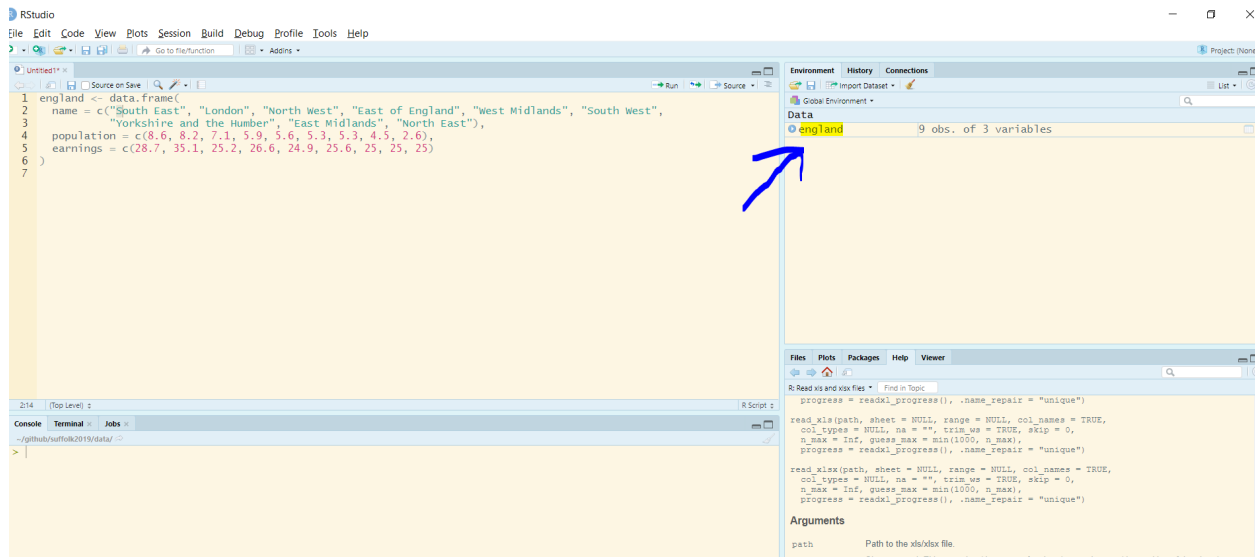 RStudio
File Edit Code View Plots Session Build Debug Profile Tools Help
Go to file/function Addins
Project: (None
Untitled1*
Source on Save Run Source
1 england <- data.frame(
2 name = c("South East", "London", "North West", "East of England", "West Midlands", "South West",
3 "Yorkshire and the Humber", "East Midlands", "North East"),
4 population = c(8.6, 8.2, 7.1, 5.9, 5.6, 5.3, 5.3, 4.5, 2.6),
5 earnings = c(28.7, 35.1, 25.2, 26.6, 24.9, 25.6, 25, 25, 25)
6 )
7
2:14 (Top Level) R Script
Console Terminal Jobs
~/github/suffolk2019/data/
>
Environment History Connections
Import Dataset List
Global Environment
Data
england 9 obs. of 3 variables
Files Plots Packages Help Viewer
R: Read xls and xlsx files Find in Topic
progress = readxl_progress(), .name_repair = "unique")
read_xls(path, sheet = NULL, range = NULL, col_names = TRUE,
col_types = NULL, na = "", trim_ws = TRUE, skip = 0,
n_max = Inf, guess_max = min(1000, n_max),
progress = readxl_progress(), .name_repair = "unique")
read_xlsx(path, sheet = NULL, range = NULL, col_names = TRUE,
col_types = NULL, na = "", trim_ws = TRUE, skip = 0,
n_max = Inf, guess_max = min(1000, n_max),
progress = readxl_progress(), .name_repair = "unique")
Arguments
path Path to the xls/xlsx file.